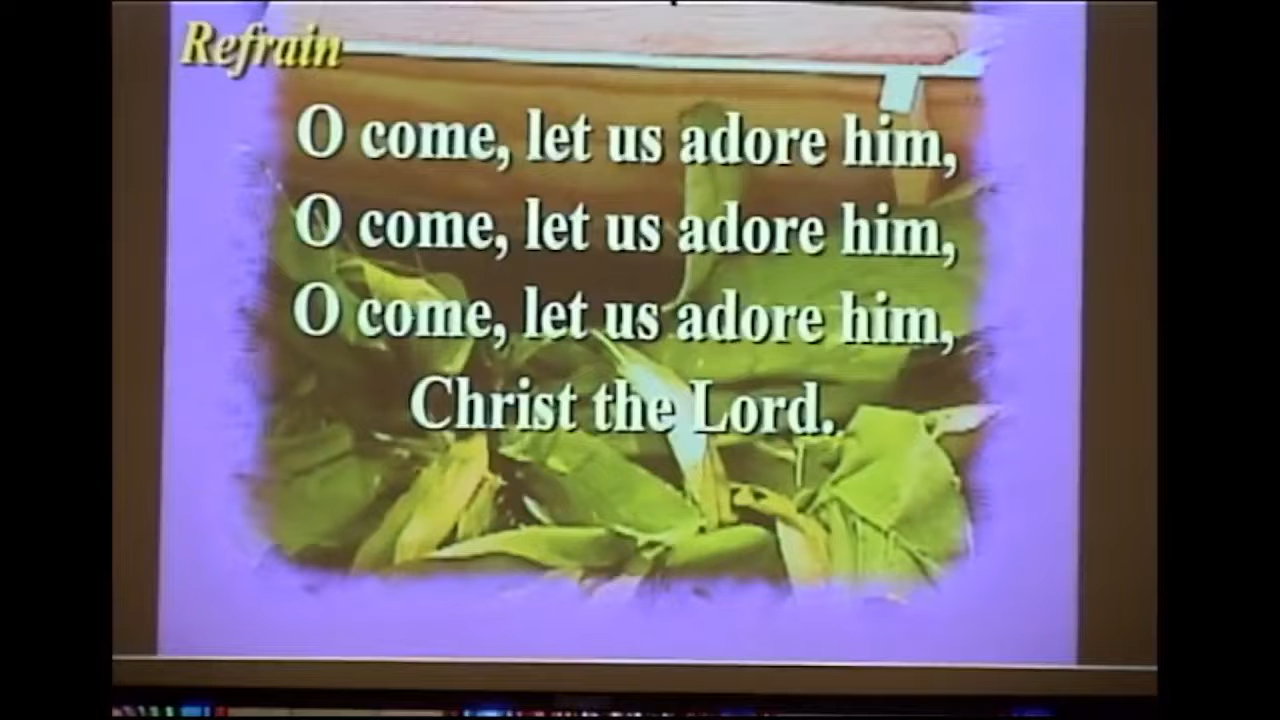 Refrain
O come, let us adore him,
O come, let us adore him,
O come, let us adore him,
Christ the Lord.